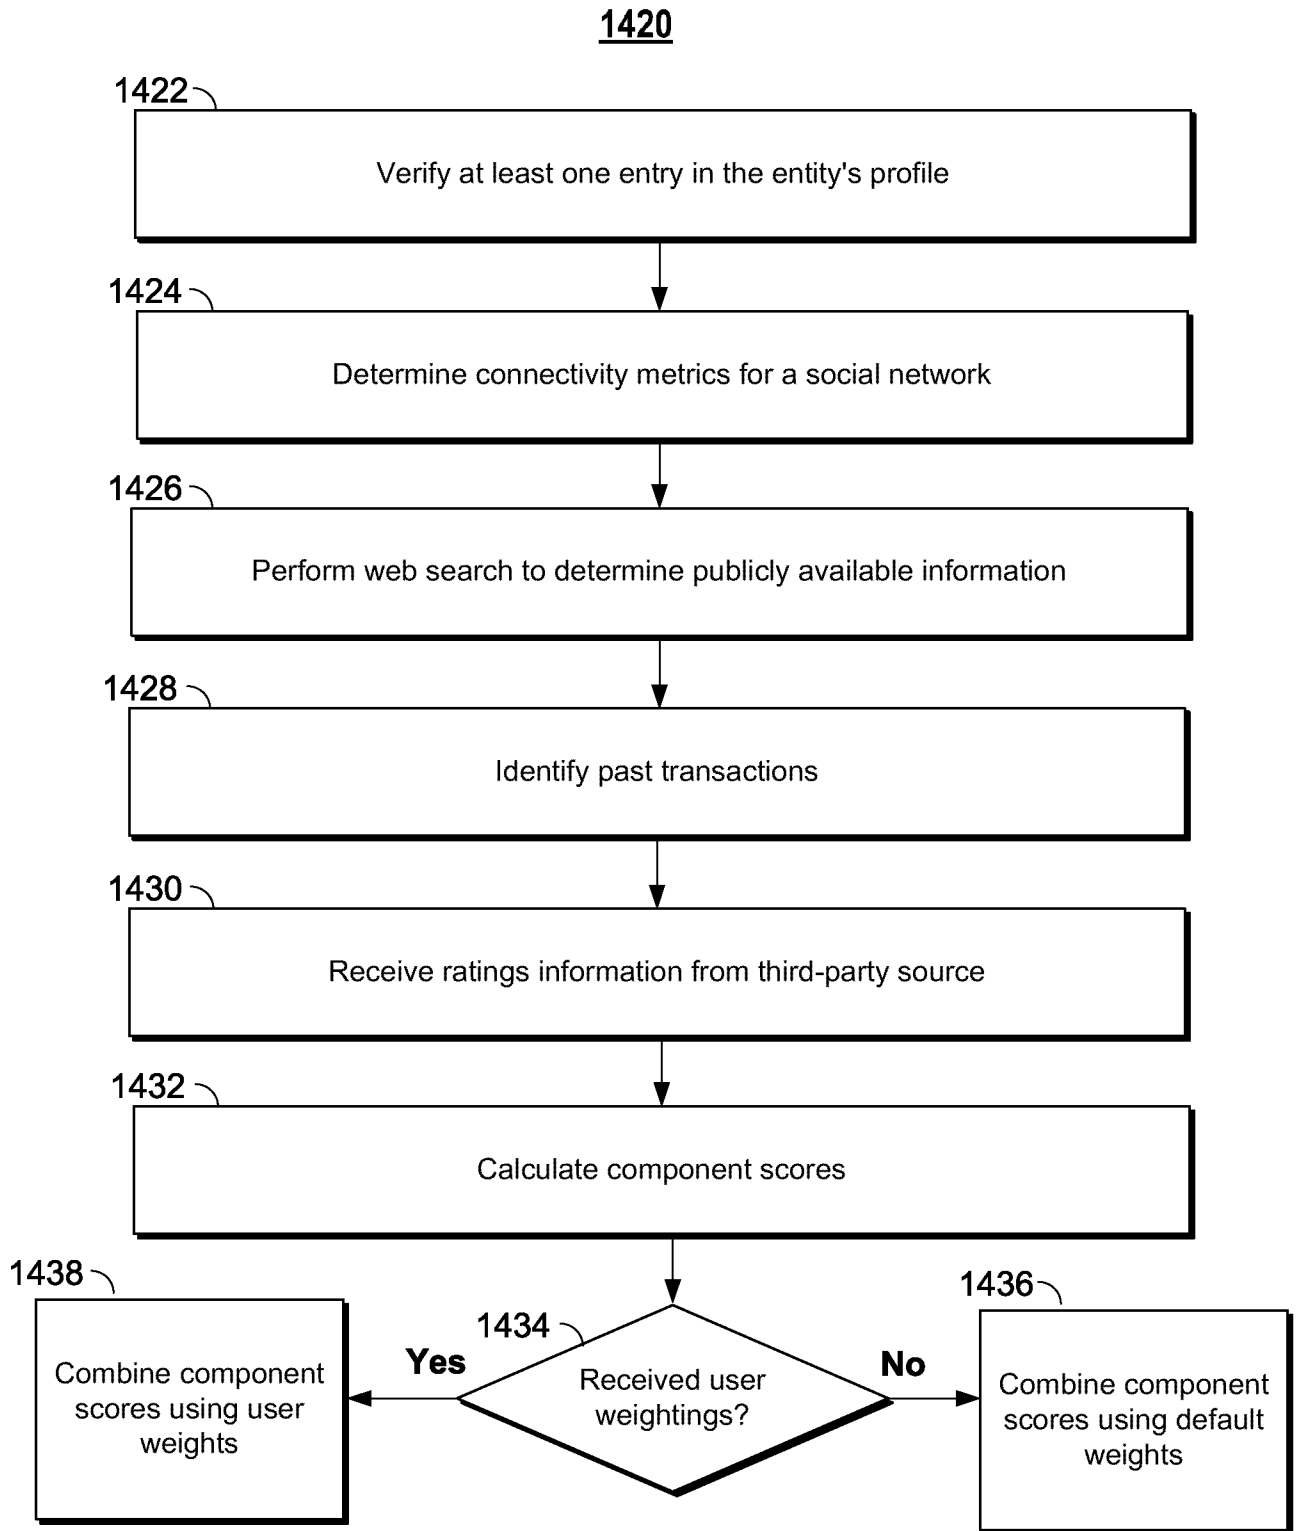 1420
1422
Verify at least one entry in the entity's profile
1424
Determine connectivity metrics for a social network
1426
Perform web search to determine publicly available information
1428
Identify past transactions
1430
Receive ratings information from third-party source
1432
Calculate component scores
1438
Combine component
scores using user
weights
Yes
1434
Received user
weightings?
No
1436
Combine component
scores using default
weights